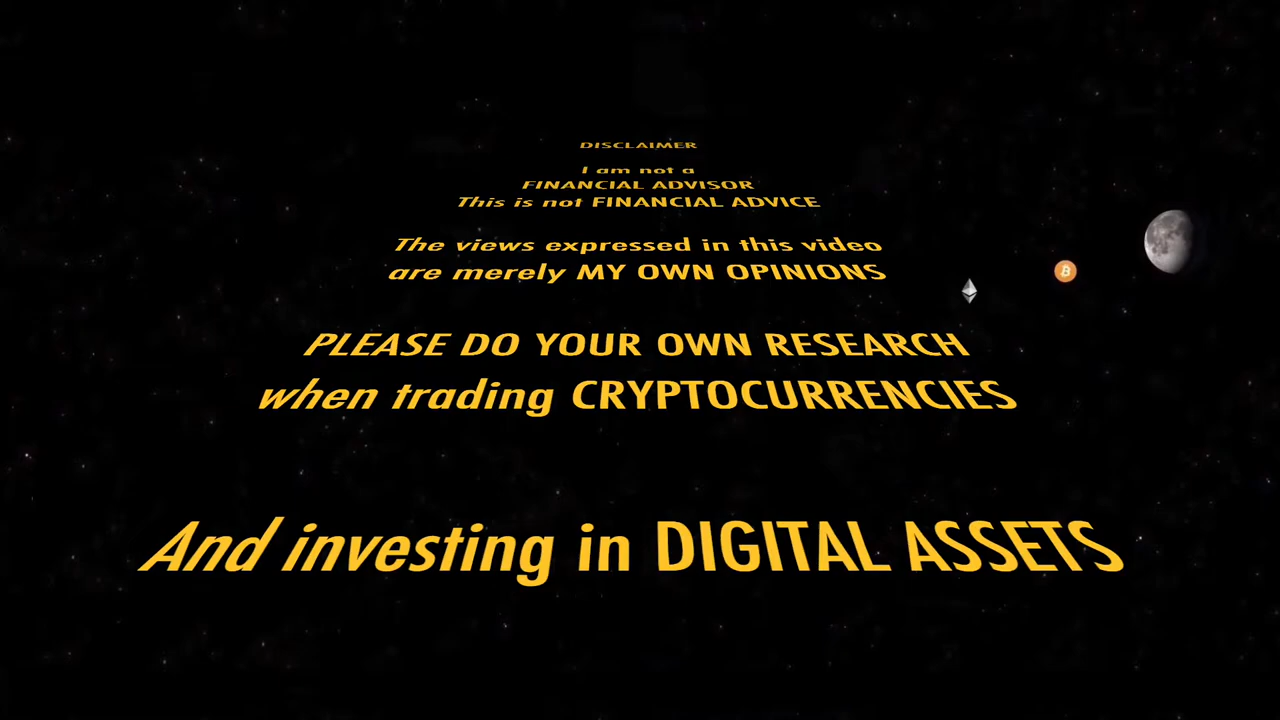 DISCLAIMER
I am not a
FINANCIAL ADVISOR
This is not FINANCIAL ADVICE
The views expressed in this video
are merely MY OWN OPINIONS
PLEASE DO YOUR OWN RESEARCH
when trading CRYPTOCURRENCIES
And investing in DIGITAL ASSETS